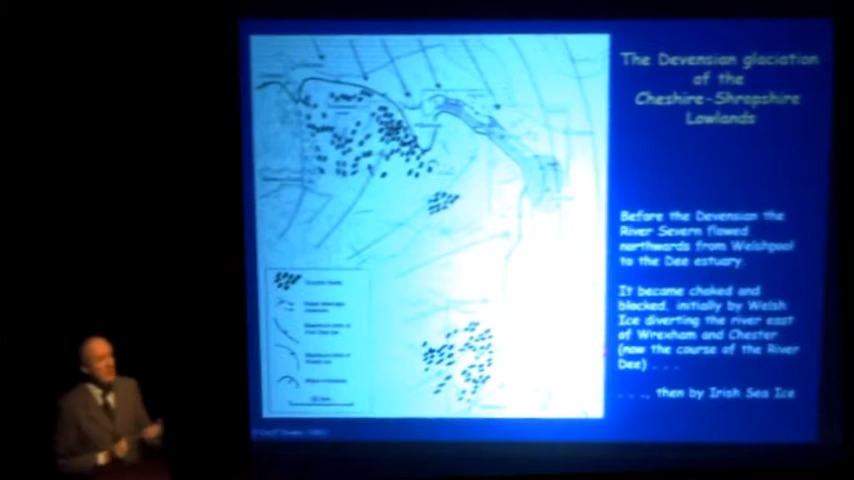 The Devensian glaciation
of the
Cheshire-Shropshire
Lowlands
Before the Devensian the
River Severn flowed
northwards from Welshpool
to the Dee estuary.
It became choked and
blocked, initially by Welsh
Ice diverting the river east
of Wrexham and Chester
(now the course of the River
Dee) . . .
. . ., then by Irish Sea Ice